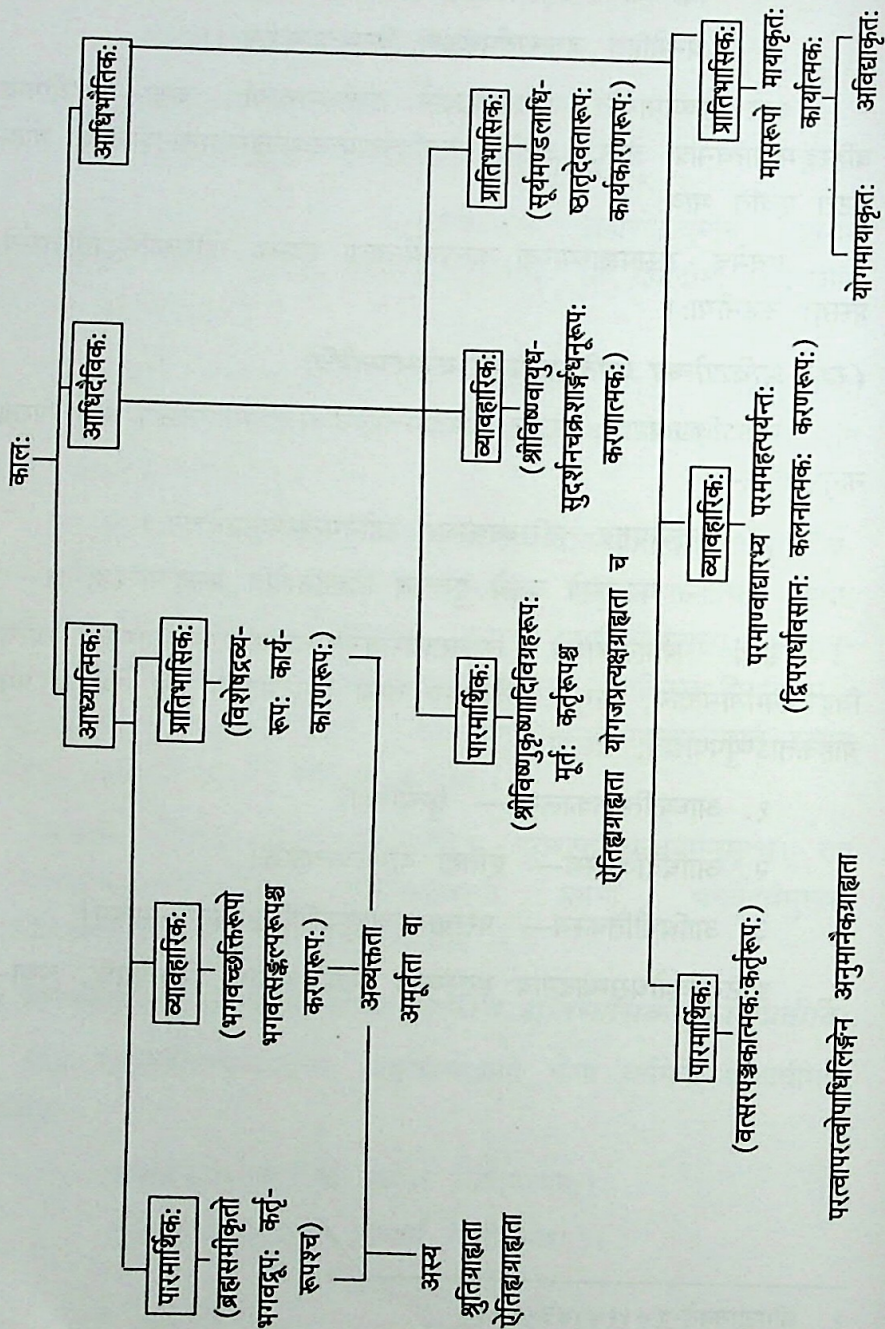 कालः
आध्यात्मिकः
आधिदैविकः
आधिभौतिकः
पारमार्थिकः
(ब्रह्मसमीकृतो
भगवद्रूपः कर्तृ-
रूपश्च)
व्यावहारिकः
(भगवच्छक्तिरूपो
भगवत्सङ्कल्परूपश्च
करणरूपः)
प्रातिभासिकः
(विशेषद्रव्य-
रूपः कार्य-
कारणरूपः)
अव्यक्तता
अमूर्तता वा
अस्य
श्रुतिग्राह्यता
ऐतिह्यग्राह्यता
पारमार्थिकः
(श्रीविष्णुकृष्णादिविग्रहरूपः
मूर्तः कर्तृरूपश्च
व्यावहारिकः
(श्रीविष्णवायुध-
सुदर्शनचक्रशार्ङ्गधनूरूपः
करणात्मकः)
प्रातिभासिकः
(सूर्यमण्डलाधि-
ष्ठातृदेवतारूपः
कार्यकारणरूपः)
ऐतिह्यग्राह्यता योगजप्रत्यक्षग्राह्यता च
पारमार्थिकः
(वत्सरपञ्चकात्मकःकर्तृरूपः)
व्यावहारिकः
परमाण्वाद्यारभ्य परममहत्पर्यन्तः
(द्विपरार्धावसानः कलनात्मकः करणरूपः)
प्रातिभासिकः
मासरूपो मायाकृतः
कार्यात्मकः
योगमायाकृतः
अविद्याकृतः
परत्वापरत्वोपाधिलिङ्गेन अनुमानैकग्राह्यता